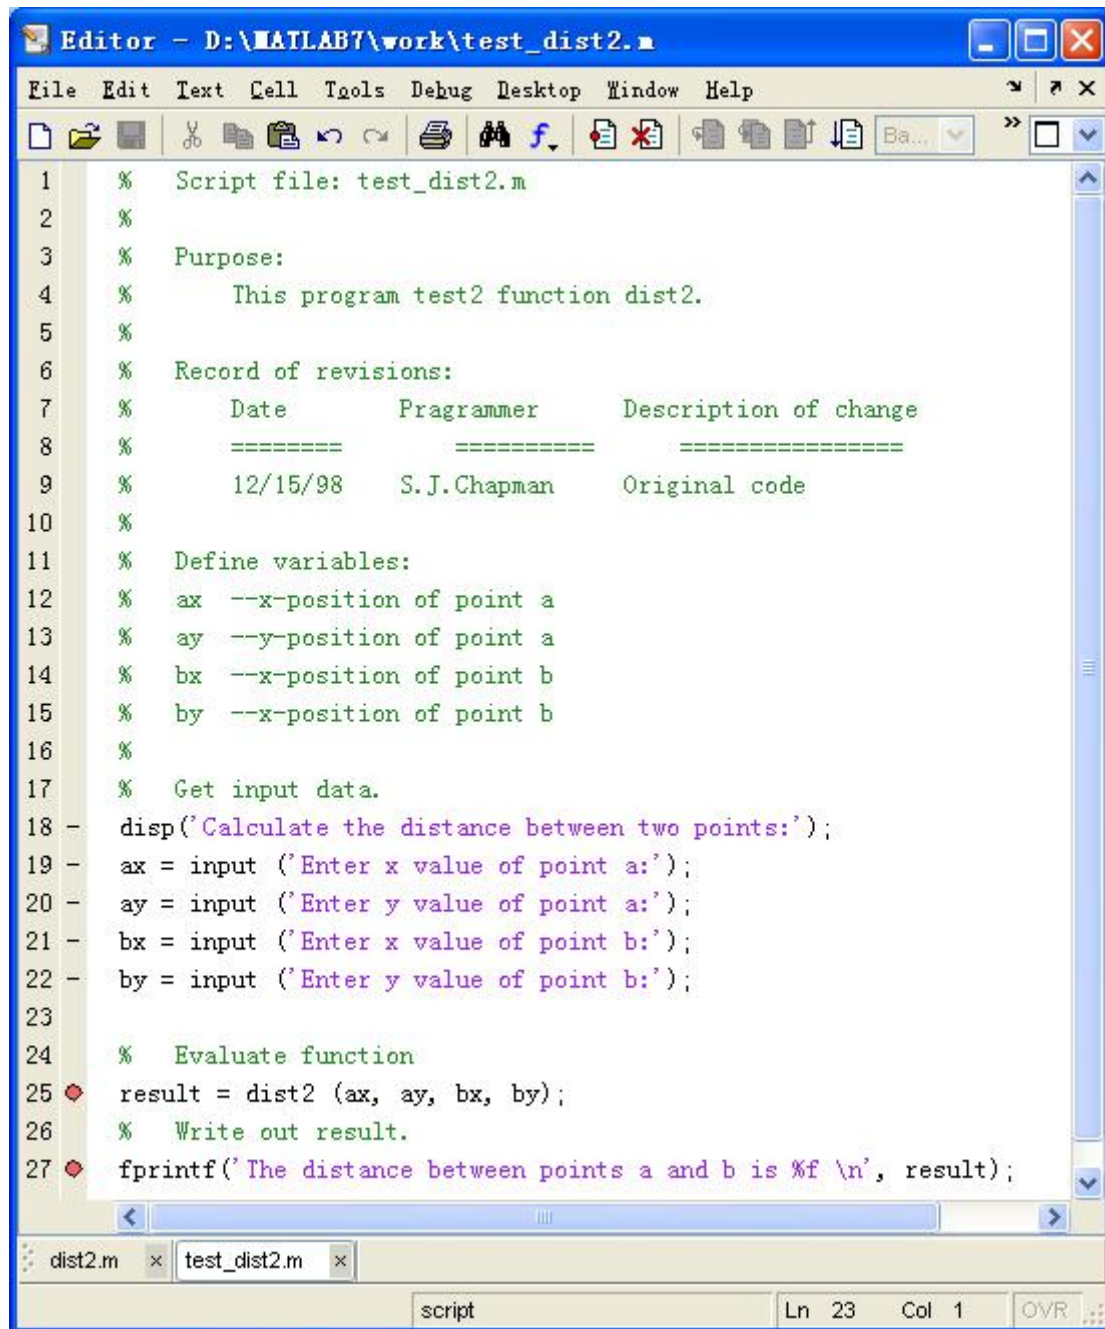 Editor - D:\MATLAB7\work\test_dist2.m
File Edit Text Cell Tools Debug Desktop Window Help
Ba... »
1 % Script file: test_dist2.m
2 %
3 % Purpose:
4 % This program test2 function dist2.
5 %
6 % Record of revisions:
7 % Date Pragrammer Description of change
8 % ======== ========== ================
9 % 12/15/98 S.J.Chapman Original code
10 %
11 % Define variables:
12 % ax --x-position of point a
13 % ay --y-position of point a
14 % bx --x-position of point b
15 % by --x-position of point b
16 %
17 % Get input data.
18 - disp('Calculate the distance between two points:');
19 - ax = input ('Enter x value of point a:');
20 - ay = input ('Enter y value of point a:');
21 - bx = input ('Enter x value of point b:');
22 - by = input ('Enter y value of point b:');
23
24 % Evaluate function
25 result = dist2 (ax, ay, bx, by);
26 % Write out result.
27 fprintf('The distance between points a and b is %f \n', result);
dist2.m × test_dist2.m ×
script Ln 23 Col 1 OVR